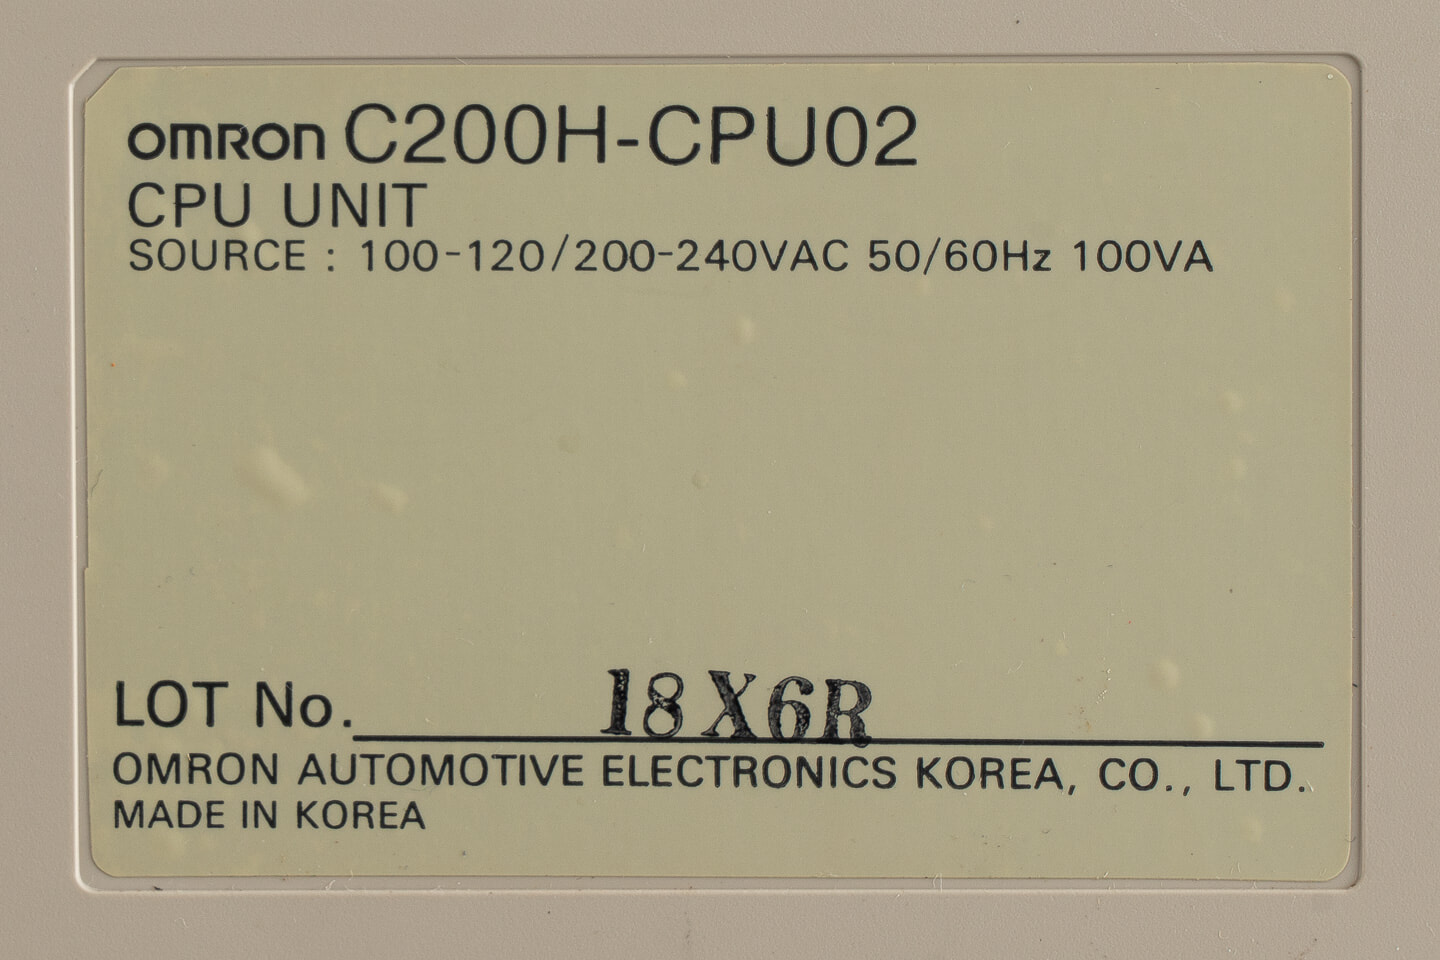 omron C200H-CPU02
CPU UNIT
SOURCE : 100-120/200-240VAC 50/60Hz 100VA
LOT No. 18X6R
OMRON AUTOMOTIVE ELECTRONICS KOREA, CO., LTD.
MADE IN KOREA